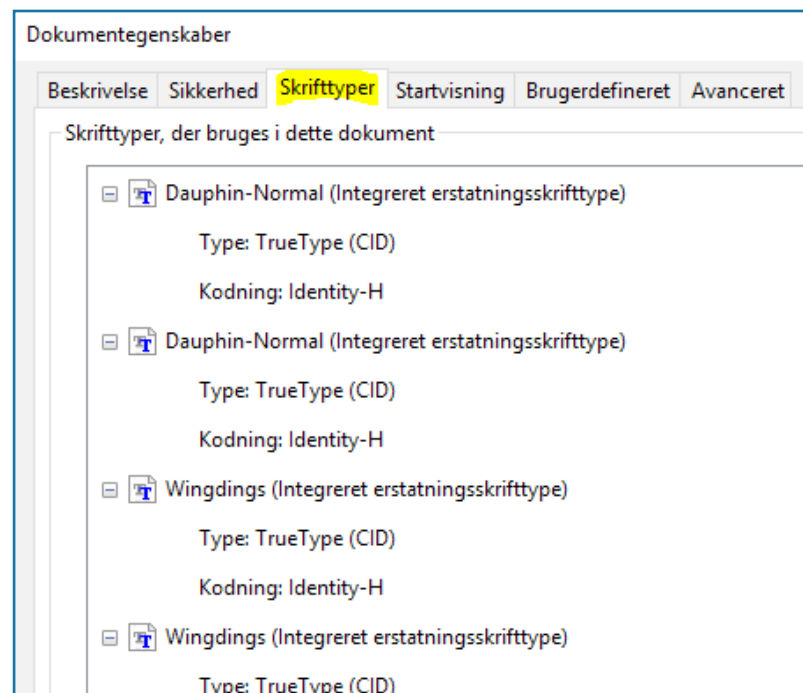 Dokumentegenskaber
Beskrivelse Sikkerhed Skrifttyper Startvisning Brugerdefineret Avanceret
Skrifttyper, der bruges i dette dokument
Dauphin-Normal (Integreret erstatningsskrifttype)
Type: TrueType (CID)
Kodning: Identity-H
Dauphin-Normal (Integreret erstatningsskrifttype)
Type: TrueType (CID)
Kodning: Identity-H
Wingdings (Integreret erstatningsskrifttype)
Type: TrueType (CID)
Kodning: Identity-H
Wingdings (Integreret erstatningsskrifttype)
Type: TrueType (CID)